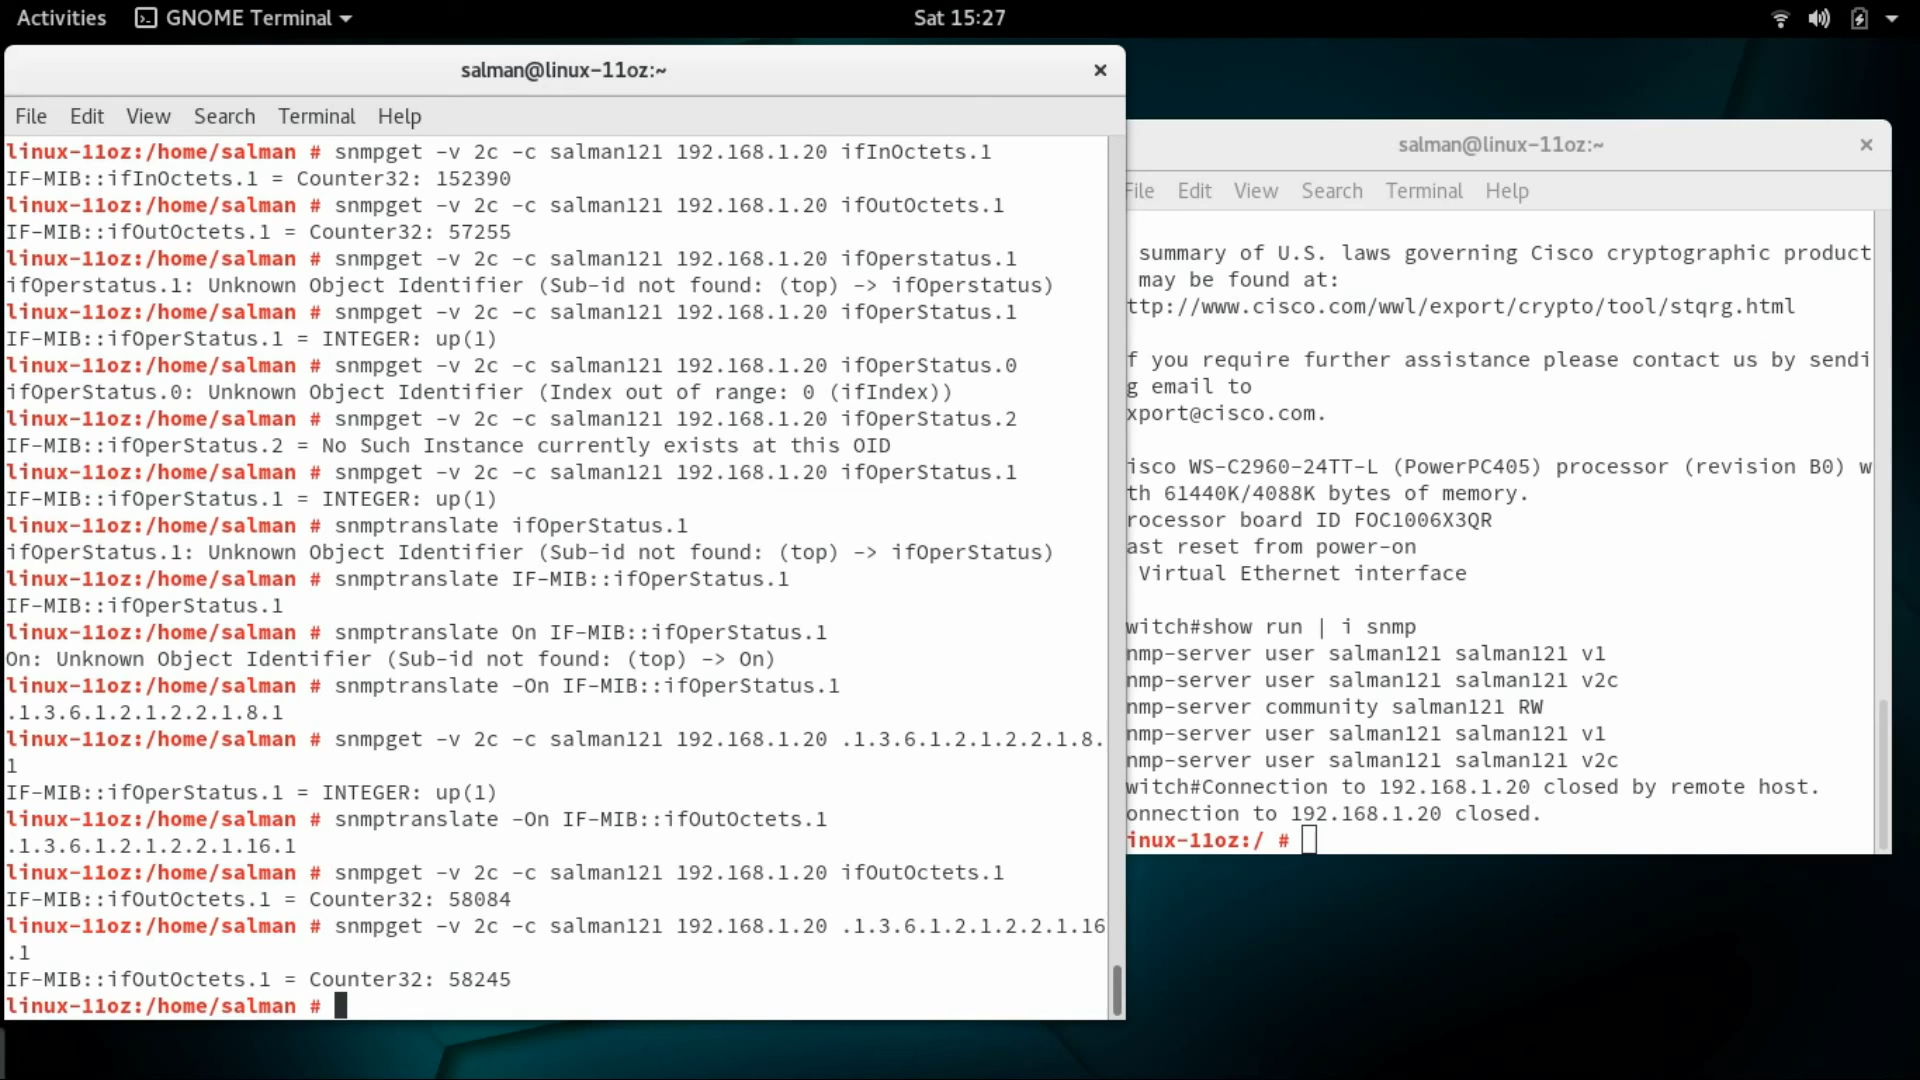 Activities GNOME Terminal Sat 15:27
salman@linux-11oz:~
File Edit View Search Terminal Help
linux-11oz:/home/salman # snmpget -v 2c -c salman121 192.168.1.20 ifInOctets.1
IF-MIB::ifInOctets.1 = Counter32: 152390
linux-11oz:/home/salman # snmpget -v 2c -c salman121 192.168.1.20 ifOutOctets.1
IF-MIB::ifOutOctets.1 = Counter32: 57255
linux-11oz:/home/salman # snmpget -v 2c -c salman121 192.168.1.20 ifOperstatus.1
ifOperstatus.1: Unknown Object Identifier (Sub-id not found: (top) -> ifOperstatus)
linux-11oz:/home/salman # snmpget -v 2c -c salman121 192.168.1.20 ifOperStatus.1
IF-MIB::ifOperStatus.1 = INTEGER: up(1)
linux-11oz:/home/salman # snmpget -v 2c -c salman121 192.168.1.20 ifOperStatus.0
ifOperStatus.0: Unknown Object Identifier (Index out of range: 0 (ifIndex))
linux-11oz:/home/salman # snmpget -v 2c -c salman121 192.168.1.20 ifOperStatus.2
IF-MIB::ifOperStatus.2 = No Such Instance currently exists at this OID
linux-11oz:/home/salman # snmpget -v 2c -c salman121 192.168.1.20 ifOperStatus.1
IF-MIB::ifOperStatus.1 = INTEGER: up(1)
linux-11oz:/home/salman # snmptranslate ifOperStatus.1
ifOperStatus.1: Unknown Object Identifier (Sub-id not found: (top) -> ifOperStatus)
linux-11oz:/home/salman # snmptranslate IF-MIB::ifOperStatus.1
IF-MIB::ifOperStatus.1
linux-11oz:/home/salman # snmptranslate On IF-MIB::ifOperStatus.1
On: Unknown Object Identifier (Sub-id not found: (top) -> On)
linux-11oz:/home/salman # snmptranslate -On IF-MIB::ifOperStatus.1
.1.3.6.1.2.1.2.2.1.8.1
linux-11oz:/home/salman # snmpget -v 2c -c salman121 192.168.1.20 .1.3.6.1.2.1.2.2.1.8.
1
IF-MIB::ifOperStatus.1 = INTEGER: up(1)
linux-11oz:/home/salman # snmptranslate -On IF-MIB::ifOutOctets.1
.1.3.6.1.2.1.2.2.1.16.1
linux-11oz:/home/salman # snmpget -v 2c -c salman121 192.168.1.20 ifOutOctets.1
IF-MIB::ifOutOctets.1 = Counter32: 58084
linux-11oz:/home/salman # snmpget -v 2c -c salman121 192.168.1.20 .1.3.6.1.2.1.2.2.1.16
.1
IF-MIB::ifOutOctets.1 = Counter32: 58245
linux-11oz:/home/salman #
salman@linux-11oz:~
File Edit View Search Terminal Help
summary of U.S. laws governing Cisco cryptographic product
may be found at:
ttp://www.cisco.com/wwl/export/crypto/tool/stqrg.html
f you require further assistance please contact us by sendi
g email to
xport@cisco.com.
isco WS-C2960-24TT-L (PowerPC405) processor (revision B0) w
th 61440K/4088K bytes of memory.
rocessor board ID FOC1006X3QR
ast reset from power-on
Virtual Ethernet interface
witch#show run | i snmp
nmp-server user salman121 salman121 v1
nmp-server user salman121 salman121 v2c
nmp-server community salman121 RW
nmp-server user salman121 salman121 v1
nmp-server user salman121 salman121 v2c
witch#Connection to 192.168.1.20 closed by remote host.
onnection to 192.168.1.20 closed.
inux-11oz:/ #